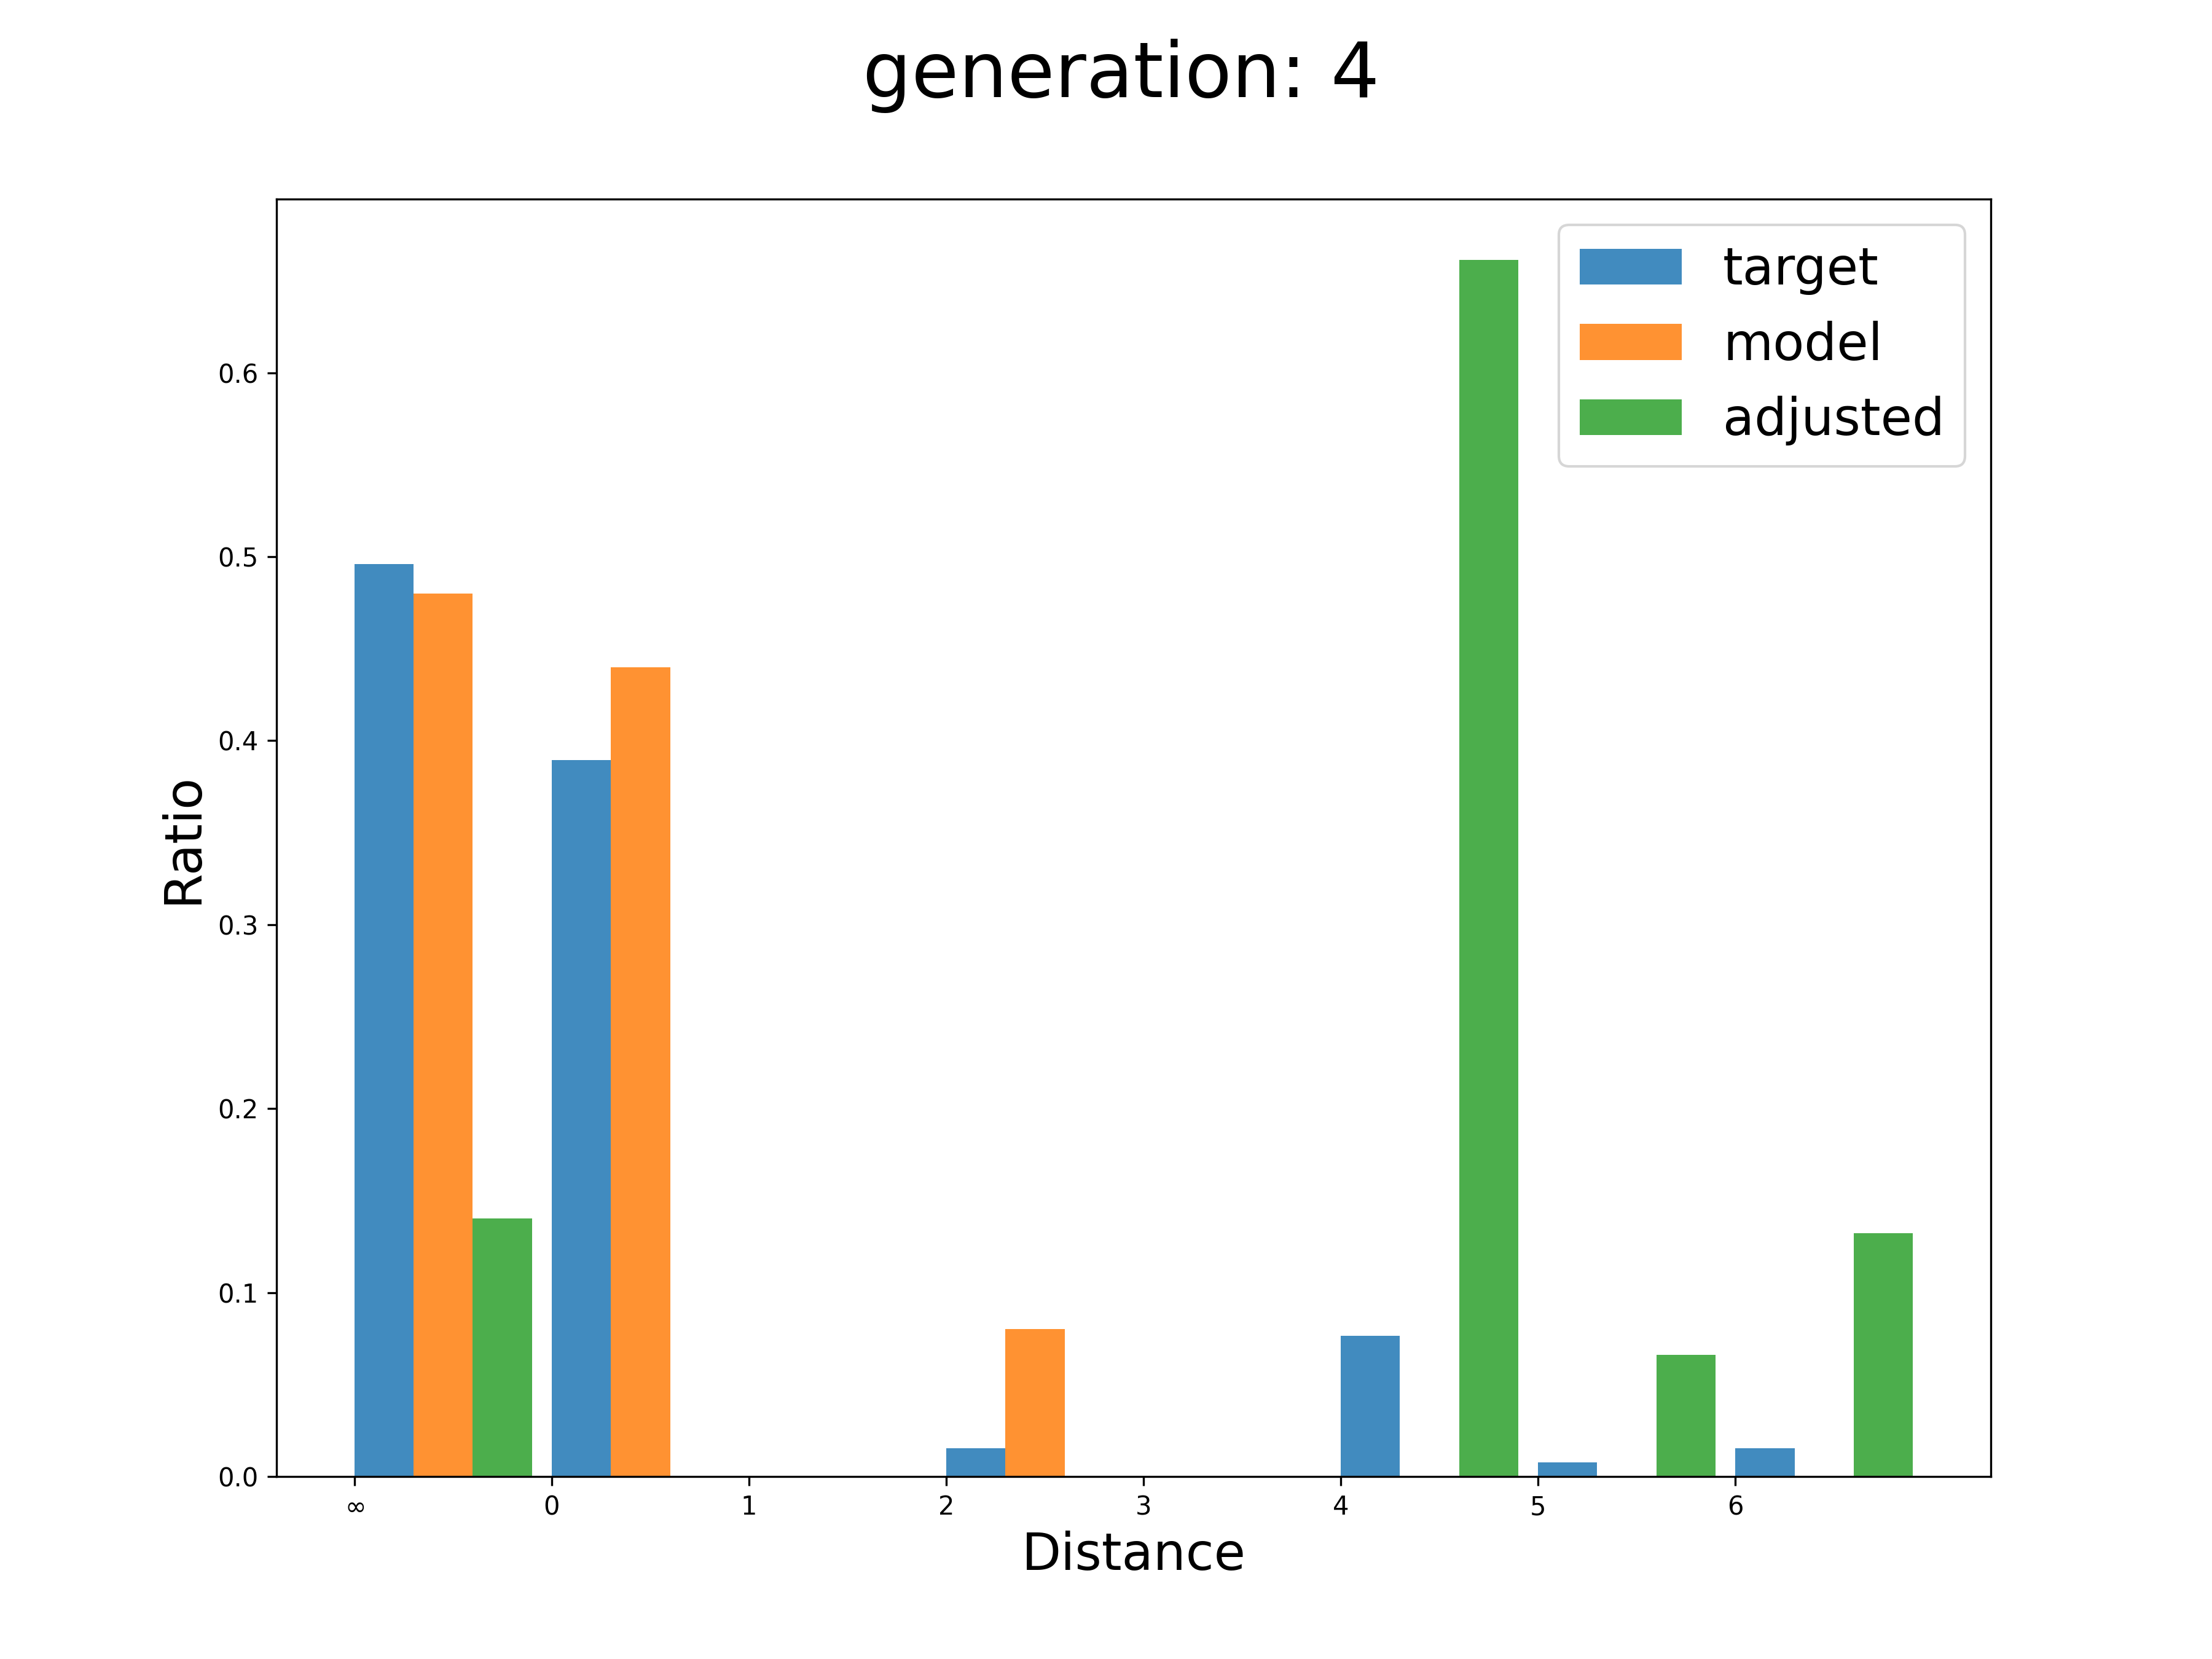 generation: 4
target
model
adjusted
0.6
0.5
0.4
0.3
0.2
0.1
0.0
Ratio
∞ 0 1 2 3 4 5 6
Distance